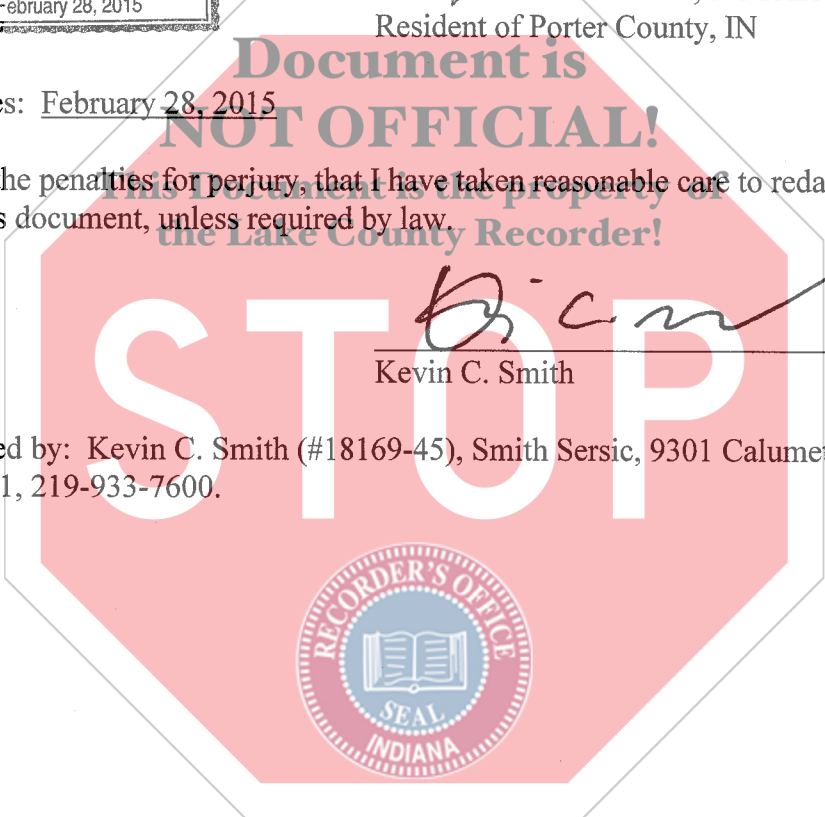 February 28, 2015
Resident of Porter County, IN
Document is
es: February 28, 2015
NOT OFFICIAL!
he penalties for perjury, that I have taken reasonable care to reda
This Document is the property of
s document, unless required by law.
the Lake County Recorder!
STOP
Kevin C. Smith
ed by: Kevin C. Smith (#18169-45), Smith Sersic, 9301 Calume
1, 219-933-7600.
RECORDER'S OFFICE
SEAL
INDIANA